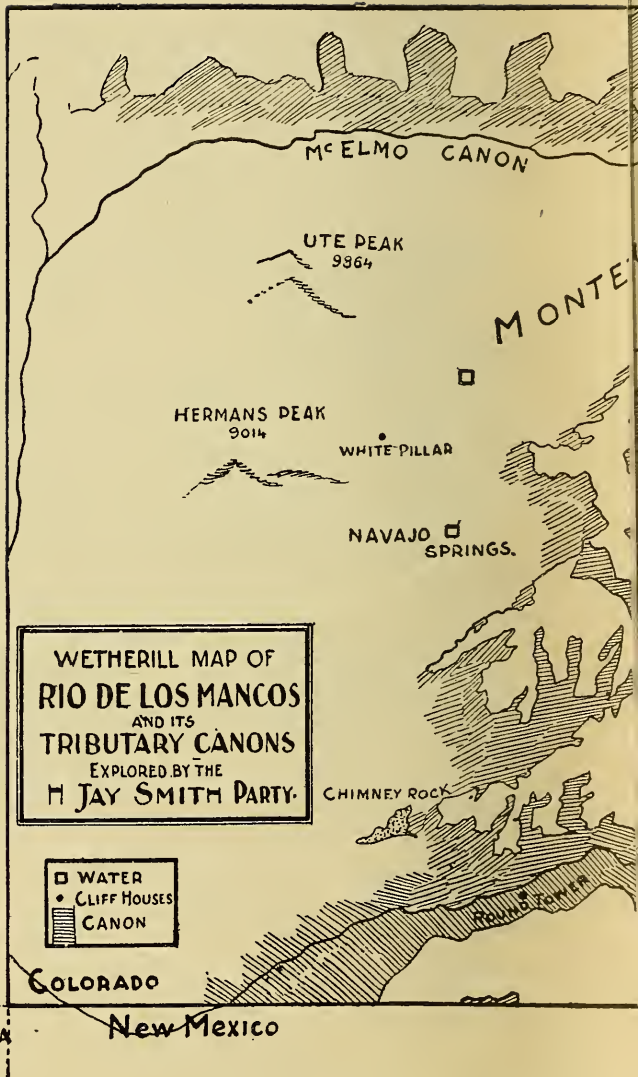 McELMO CANON
UTE PEAK
9864
MONTE
HERMANS PEAK
9014
WHITE PILLAR
NAVAJO
SPRINGS.
WETHERILL MAP OF
RIO DE LOS MANCOS
AND ITS
TRIBUTARY CANONS
EXPLORED BY THE
H JAY SMITH PARTY.
CHIMNEY ROCK
ROUND TOWER
WATER
CLIFF HOUSES
CANON
COLORADO
NEW MEXICO